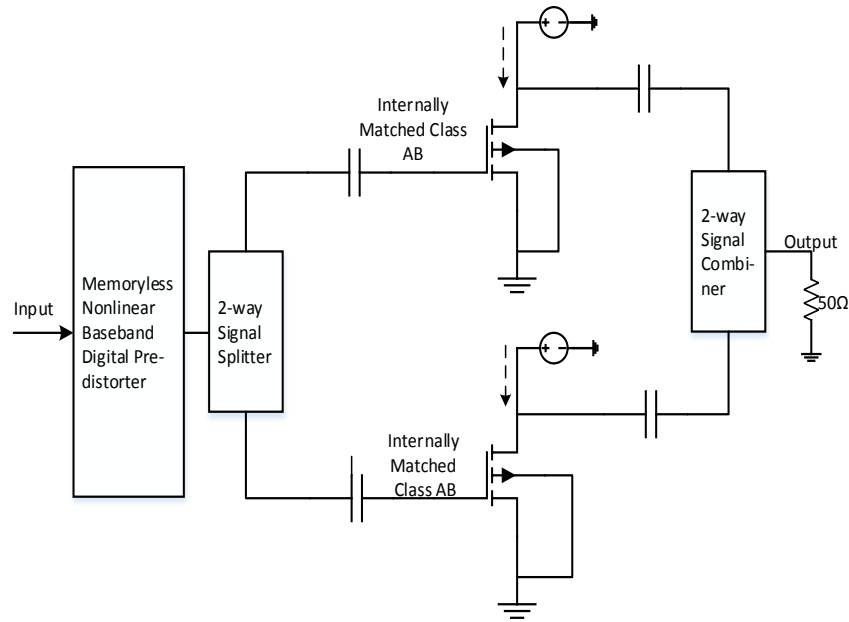 Input
Memoryless
Nonlinear
Baseband
Digital Pre-
distorter
2-way
Signal
Splitter
Internally
Matched Class
AB
+ -
Internally
Matched
Class AB
+ -
2-way
Signal
Combi-
ner
Output
50Ω